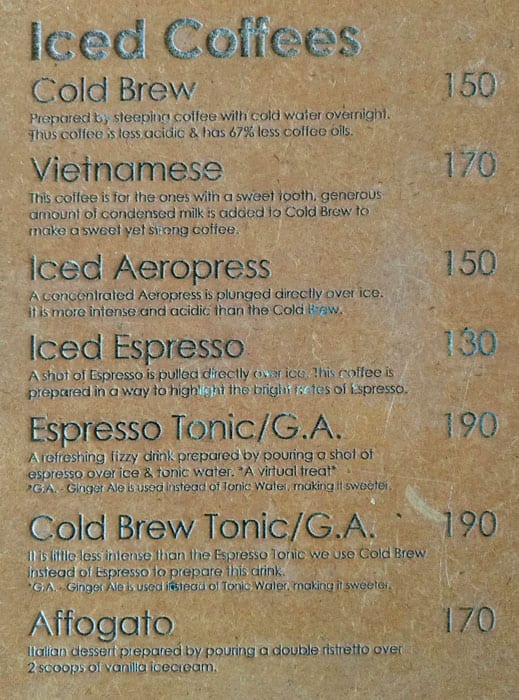 Iced Coffees
Cold Brew 150
Prepared by steeping coffee with cold water overnight.
Thus coffee is less acidic & has 67% less coffee oils.
Vietnamese 170
This coffee is for the ones with a sweet tooth, generous
amount of condensed milk is added to Cold Brew to
make a sweet yet strong coffee.
Iced Aeropress 150
A concentrated Aeropress is plunged directly over ice.
It is more intense and acidic than the Cold Brew.
Iced Espresso 130
A shot of Espresso is pulled directly over ice. This coffee is
prepared in a way to highlight the bright notes of Espresso.
Espresso Tonic/G.A. 190
A refreshing fizzy drink prepared by pouring a shot of
espresso over ice & tonic water. *A virtual treat*
*G.A. - Ginger Ale is used instead of Tonic Water, making it sweeter.
Cold Brew Tonic/G.A. 190
It is little less intense than the Espresso Tonic we use Cold Brew
instead of Espresso to prepare this drink.
*G.A. - Ginger Ale is used instead of Tonic Water, making it sweeter.
Affogato 170
Italian dessert prepared by pouring a double ristretto over
2 scoops of vanilla icecream.